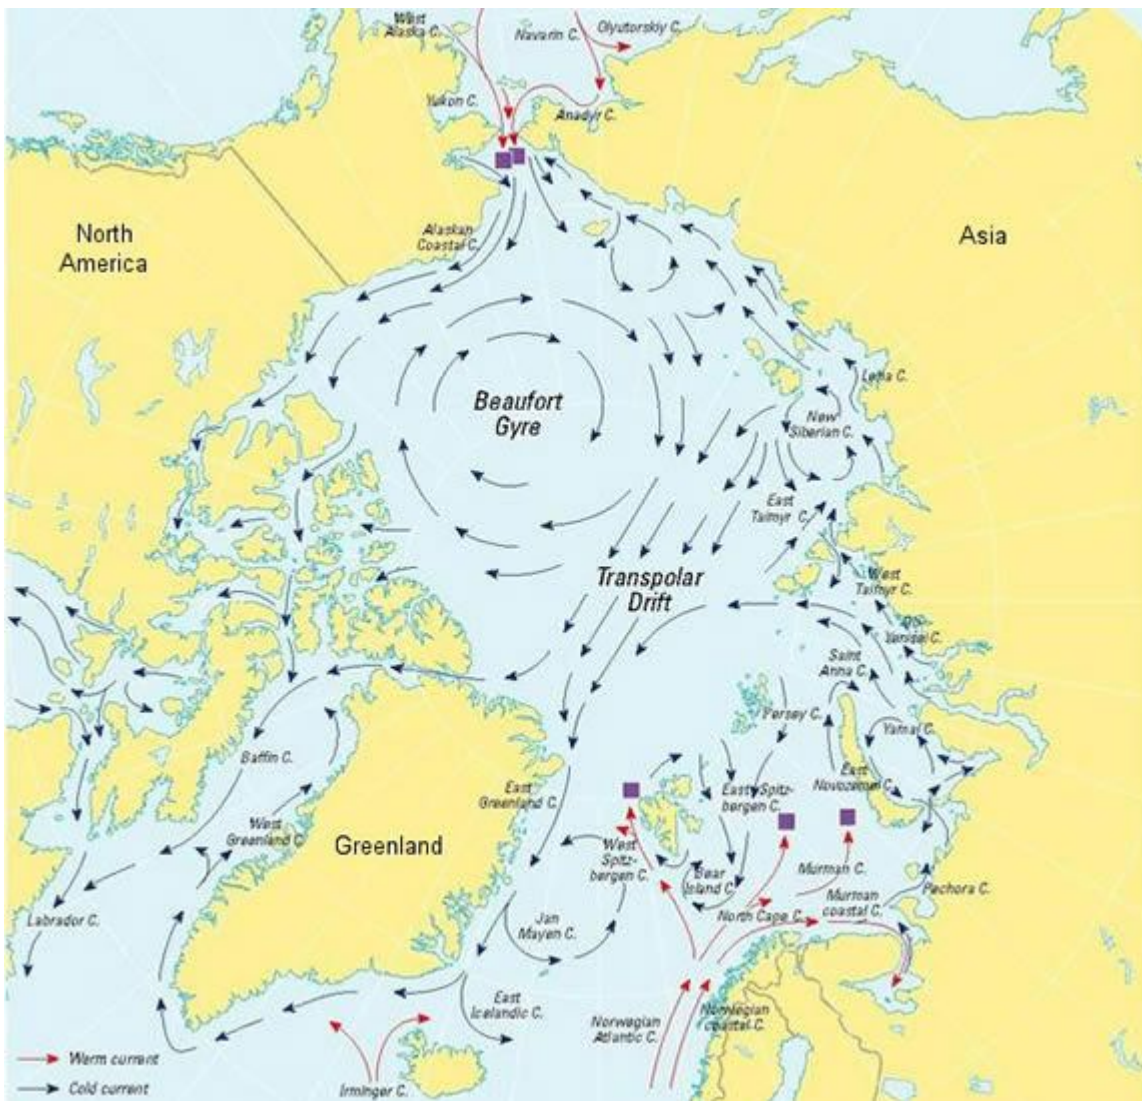 West
Alaska C.
Navarin C.
Olyutorskiy C.
Yukon C.
Anadyr C.
North
America
Alaskan
Coastal C.
Asia
Beaufort
Gyre
Lena C.
New
Siberian C.
East
Taimyr C.
Transpolar
Drift
West
Taimyr C.
Ob-
Yenisei C.
Saint
Anna C.
Persey C.
Yamal C.
Baffin C.
East
Greenland C.
East Spitz-
bergen C.
East
Novozemel C.
West
Greenland C.
Greenland
West
Spitz-
bergen C.
Bear
Island C.
Murman C.
Pechora C.
Murman
coastal C.
Labrador C.
Jan
Mayen C.
North Cape C.
East
Icelandic C.
Norwegian
Atlantic C.
Norwegian
coastal C.
Warm current
Cold current
Irminger C.